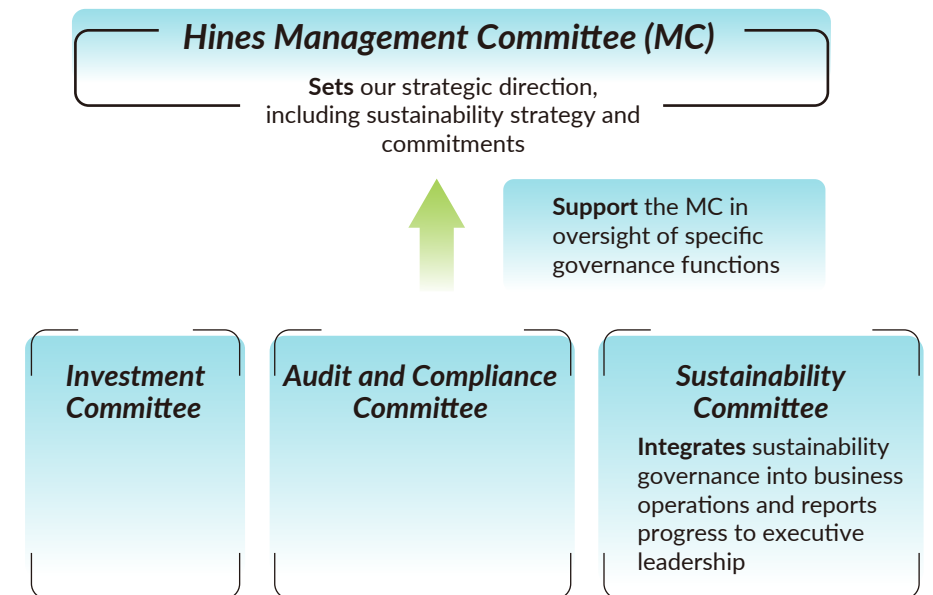 Hines Management Committee (MC)
Sets our strategic direction,
including sustainability strategy and
commitments
Support the MC in
oversight of specific
governance functions
Investment
Committee
Audit and Compliance
Committee
Sustainability
Committee
Integrates sustainability
governance into business
operations and reports
progress to executive
leadership